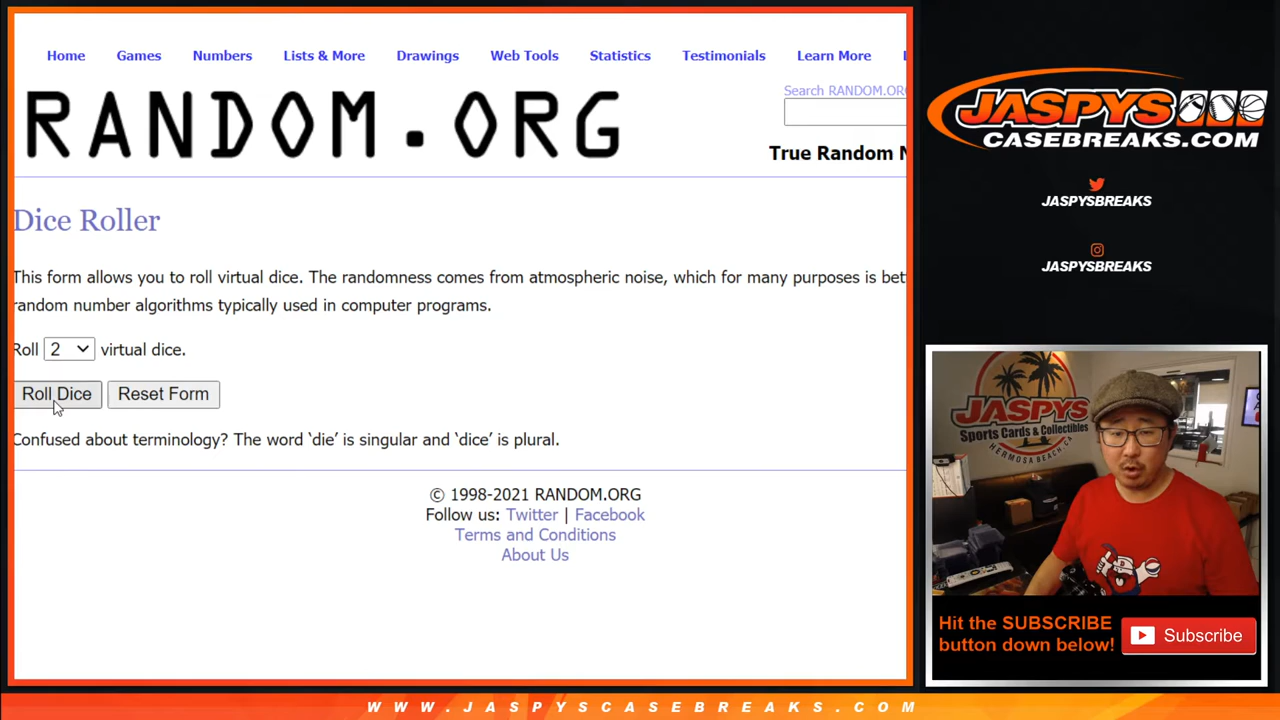 Home Games Numbers Lists & More Drawings Web Tools Statistics Testimonials Learn More
Search RANDOM.ORG
RANDOM.ORG
True Random N
Dice Roller
This form allows you to roll virtual dice. The randomness comes from atmospheric noise, which for many purposes is bet
random number algorithms typically used in computer programs.
Roll 2 virtual dice.
Roll Dice Reset Form
Confused about terminology? The word ‘die’ is singular and ‘dice’ is plural.
© 1998-2021 RANDOM.ORG
Follow us: Twitter | Facebook
Terms and Conditions
About Us
JASPYS
CASEBREAKS.COM
JASPYSBREAKS
JASPYSBREAKS
JASPYS
Sports Cards & Collectibles
HERMOSA BEACH, CA
Hit the SUBSCRIBE
button down below!
Subscribe
WWW.JASPYSCASEBREAKS.COM